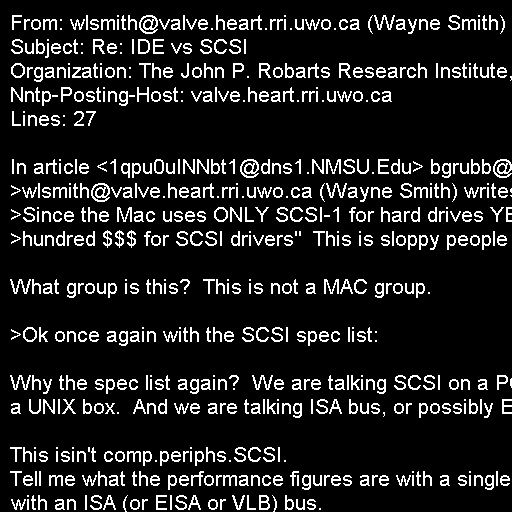 From: wlsmith@valve.heart.rri.uwo.ca (Wayne Smith)
Subject: Re: IDE vs SCSI
Organization: The John P. Robarts Research Institute,
Nntp-Posting-Host: valve.heart.rri.uwo.ca
Lines: 27

In article <1qpu0uINNbt1@dns1.NMSU.Edu> bgrubb@
>wlsmith@valve.heart.rri.uwo.ca (Wayne Smith) writes
>Since the Mac uses ONLY SCSI-1 for hard drives YE
>hundred $$$ for SCSI drivers"  This is sloppy people

What group is this?  This is not a MAC group.

>Ok once again with the SCSI spec list:

Why the spec list again?  We are talking SCSI on a PC
a UNIX box.  And we are talking ISA bus, or possibly E

This isin't comp.periphs.SCSI.
Tell me what the performance figures are with a single
with an ISA (or EISA or VLB) bus.